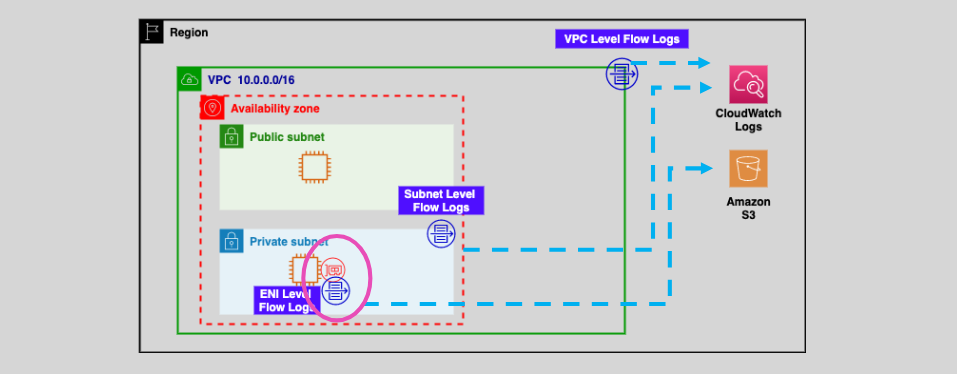 Region
VPC Level Flow Logs
VPC 10.0.0.0/16
CloudWatch
Logs
Availability zone
Public subnet
Subnet Level
Flow Logs
Amazon
S3
Private subnet
ENI Level
Flow Logs